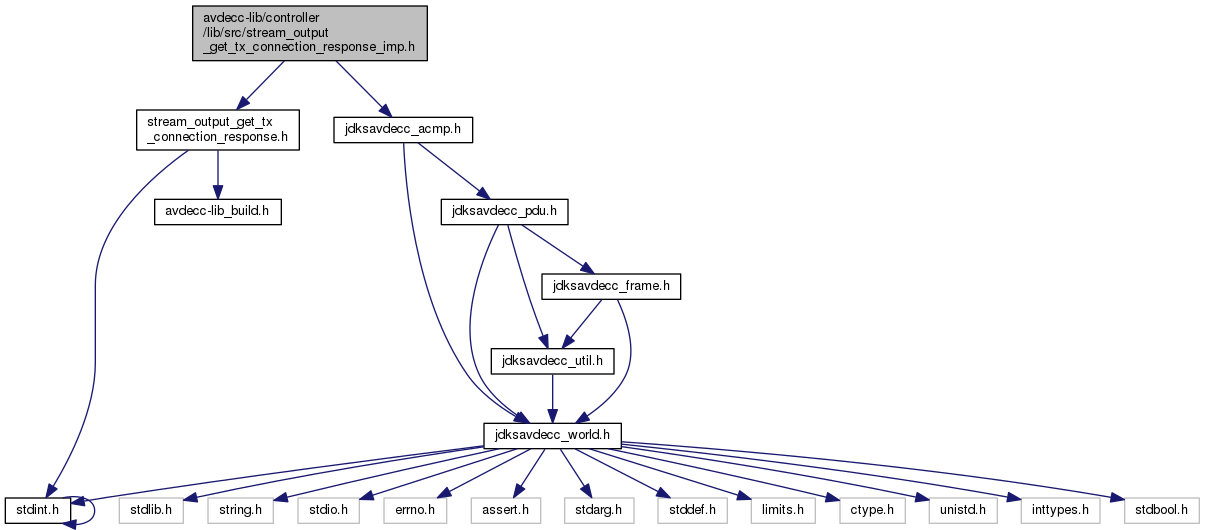 avdecc-lib/controller
/lib/src/stream_output
_get_tx_connection_response_imp.h
stream_output_get_tx
_connection_response.h
jdksavdecc_acmp.h
avdecc-lib_build.h
jdksavdecc_pdu.h
jdksavdecc_frame.h
jdksavdecc_util.h
jdksavdecc_world.h
stdint.h
stdlib.h
string.h
stdio.h
errno.h
assert.h
stdarg.h
stddef.h
limits.h
ctype.h
unistd.h
inttypes.h
stdbool.h